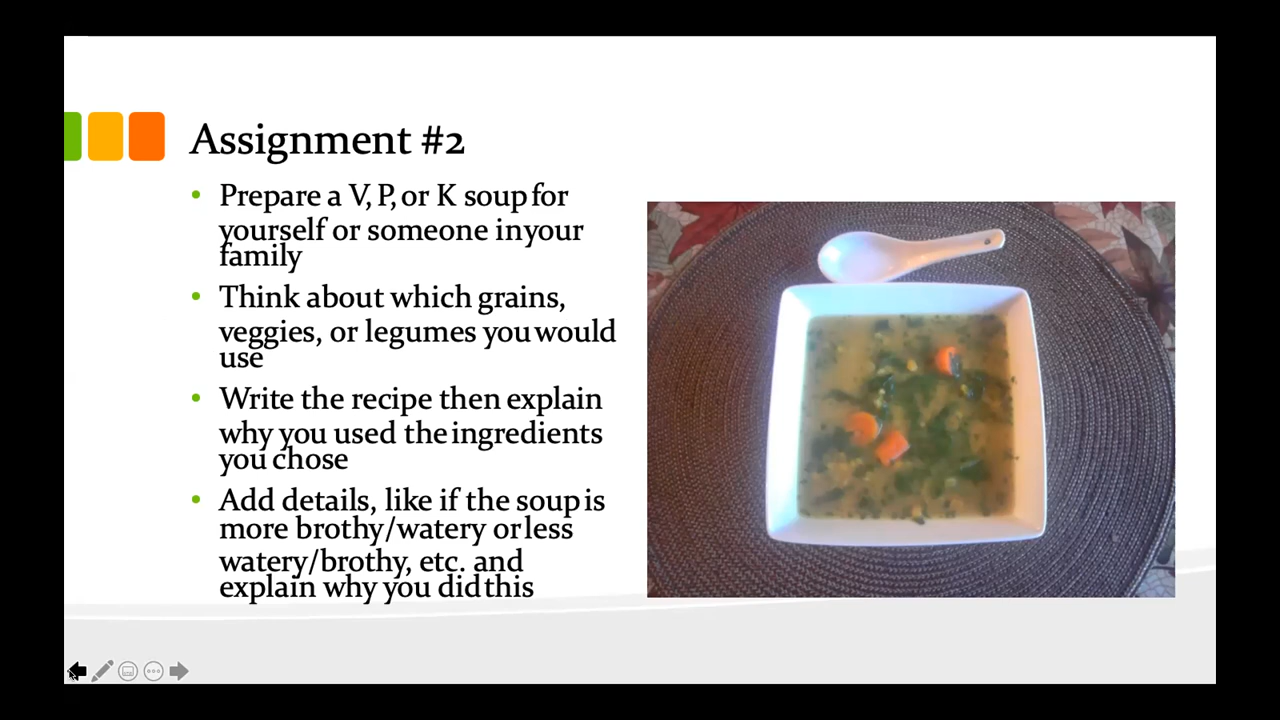 Assignment #2
• Prepare a V, P, or K soup for
yourself or someone in your
family
• Think about which grains,
veggies, or legumes you would
use
• Write the recipe then explain
why you used the ingredients
you chose
• Add details, like if the soup is
more brothy/watery or less
watery/brothy, etc. and
explain why you did this